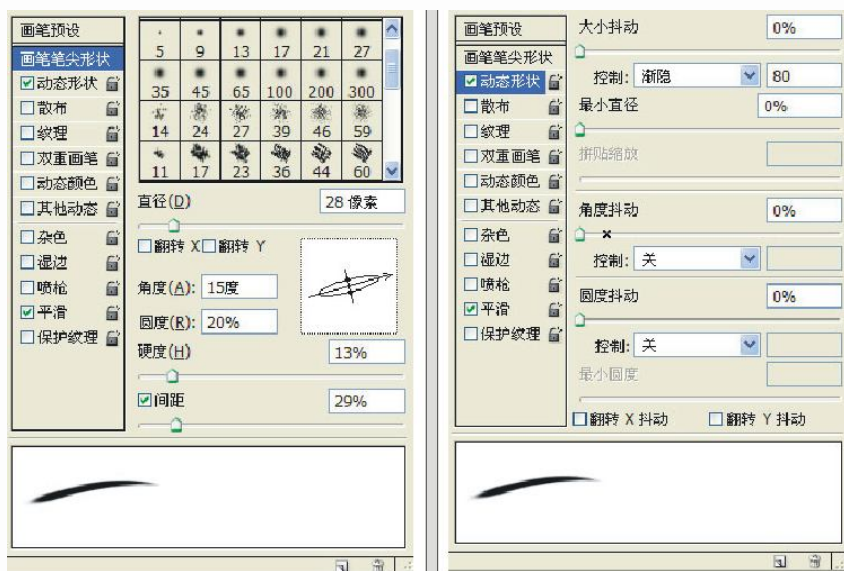 画笔预设
画笔笔尖形状
动态形状
散布
纹理
双重画笔
动态颜色
其他动态
杂色
湿边
喷枪
平滑
保护纹理
5 9 13 17 21 27
35 45 65 100 200 300
14 24 27 39 46 59
11 17 23 36 44 60
直径(D) 28 像素
翻转 X 翻转 Y
角度(A): 15度
圆度(R): 20%
硬度(H) 13%
间距 29%
画笔预设
画笔笔尖形状
动态形状
散布
纹理
双重画笔
动态颜色
其他动态
杂色
湿边
喷枪
平滑
保护纹理
大小抖动 0%
控制: 渐隐 80
最小直径 0%
拼贴缩放
角度抖动 0%
控制: 关
圆度抖动 0%
控制: 关
最小圆度
翻转 X 抖动 翻转 Y 抖动